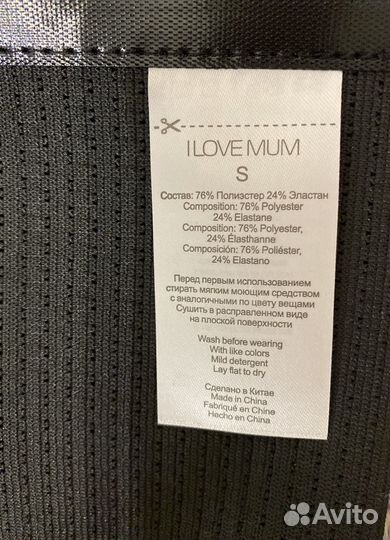 I LOVE MUM
S
Состав: 76% Полиэстер 24% Эластан
Composition: 76% Polyester
24% Elastane
Composition: 76% Polyester,
24% Élasthanne
Composición: 76% Poliéster,
24% Elastano
Перед первым использованием
стирать мягким моющим средством
с аналогичными по цвету вещами
Сушить в расправленном виде
на плоской поверхности
Wash before wearing
With like colors
Mild detergent
Lay flat to dry
Сделано в Китае
Made in China
Fabriqué en Chine
Hecho en China
Avito